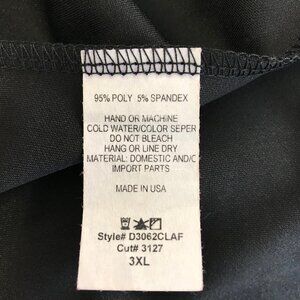 95% POLY 5% SPANDEX
HAND OR MACHINE
COLD WATER/COLOR SEPER
DO NOT BLEACH
HANG OR LINE DRY
MATERIAL: DOMESTIC AND/O
IMPORT PARTS
MADE IN USA
Style# D3062CLAF
Cut# 3127
3XL